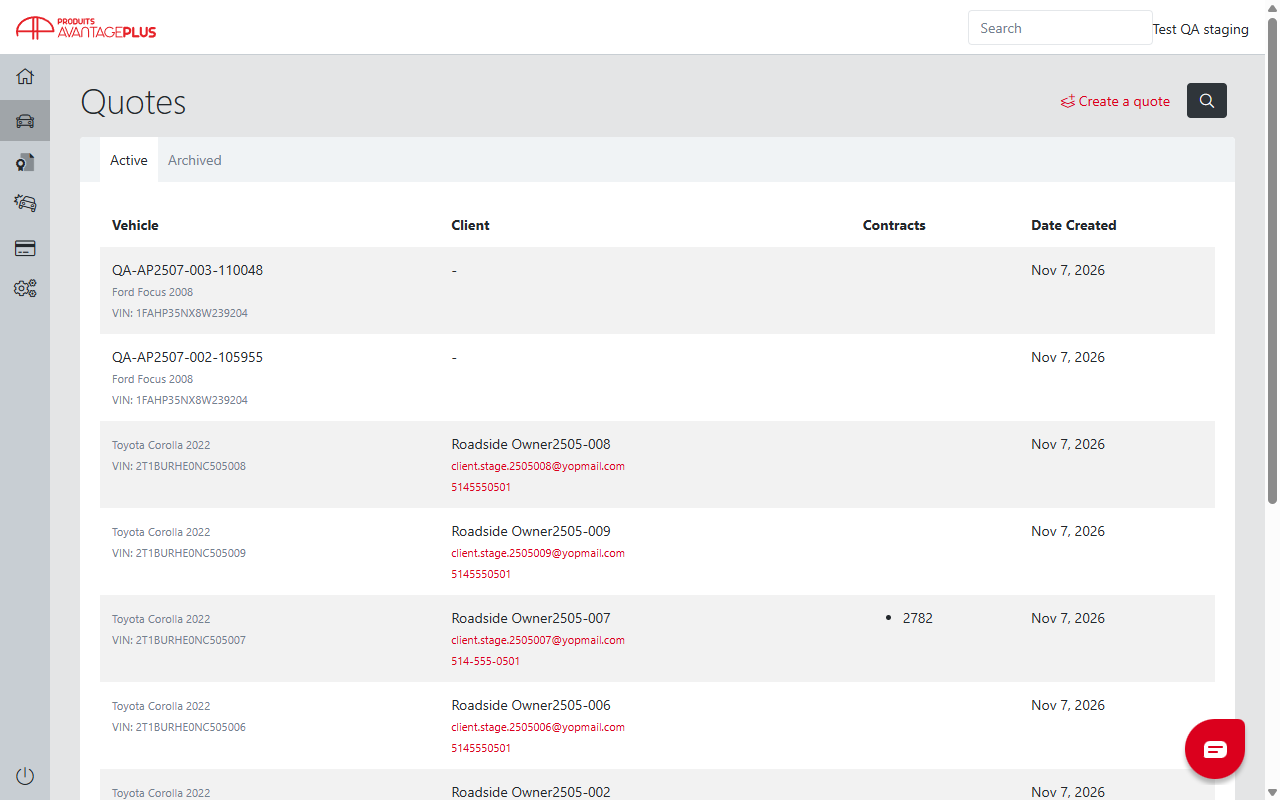 PRODUITS
AVANTAGEPLUS
Search
Test QA staging
Quotes
Create a quote
Active
Archived
Vehicle
Client
Contracts
Date Created
QA-AP2507-003-110048
-
Nov 7, 2026
Ford Focus 2008
VIN: 1FAHP35NX8W239204
QA-AP2507-002-105955
-
Nov 7, 2026
Ford Focus 2008
VIN: 1FAHP35NX8W239204
Toyota Corolla 2022
VIN: 2T1BURHE0NC505008
Roadside Owner2505-008
client.stage.2505008@yopmail.com
5145550501
Nov 7, 2026
Toyota Corolla 2022
VIN: 2T1BURHE0NC505009
Roadside Owner2505-009
client.stage.2505009@yopmail.com
5145550501
Nov 7, 2026
Toyota Corolla 2022
VIN: 2T1BURHE0NC505007
Roadside Owner2505-007
client.stage.2505007@yopmail.com
514-555-0501
• 2782
Nov 7, 2026
Toyota Corolla 2022
VIN: 2T1BURHE0NC505006
Roadside Owner2505-006
client.stage.2505006@yopmail.com
5145550501
Nov 7, 2026
Toyota Corolla 2022
Roadside Owner2505-002
Nov 7, 2026